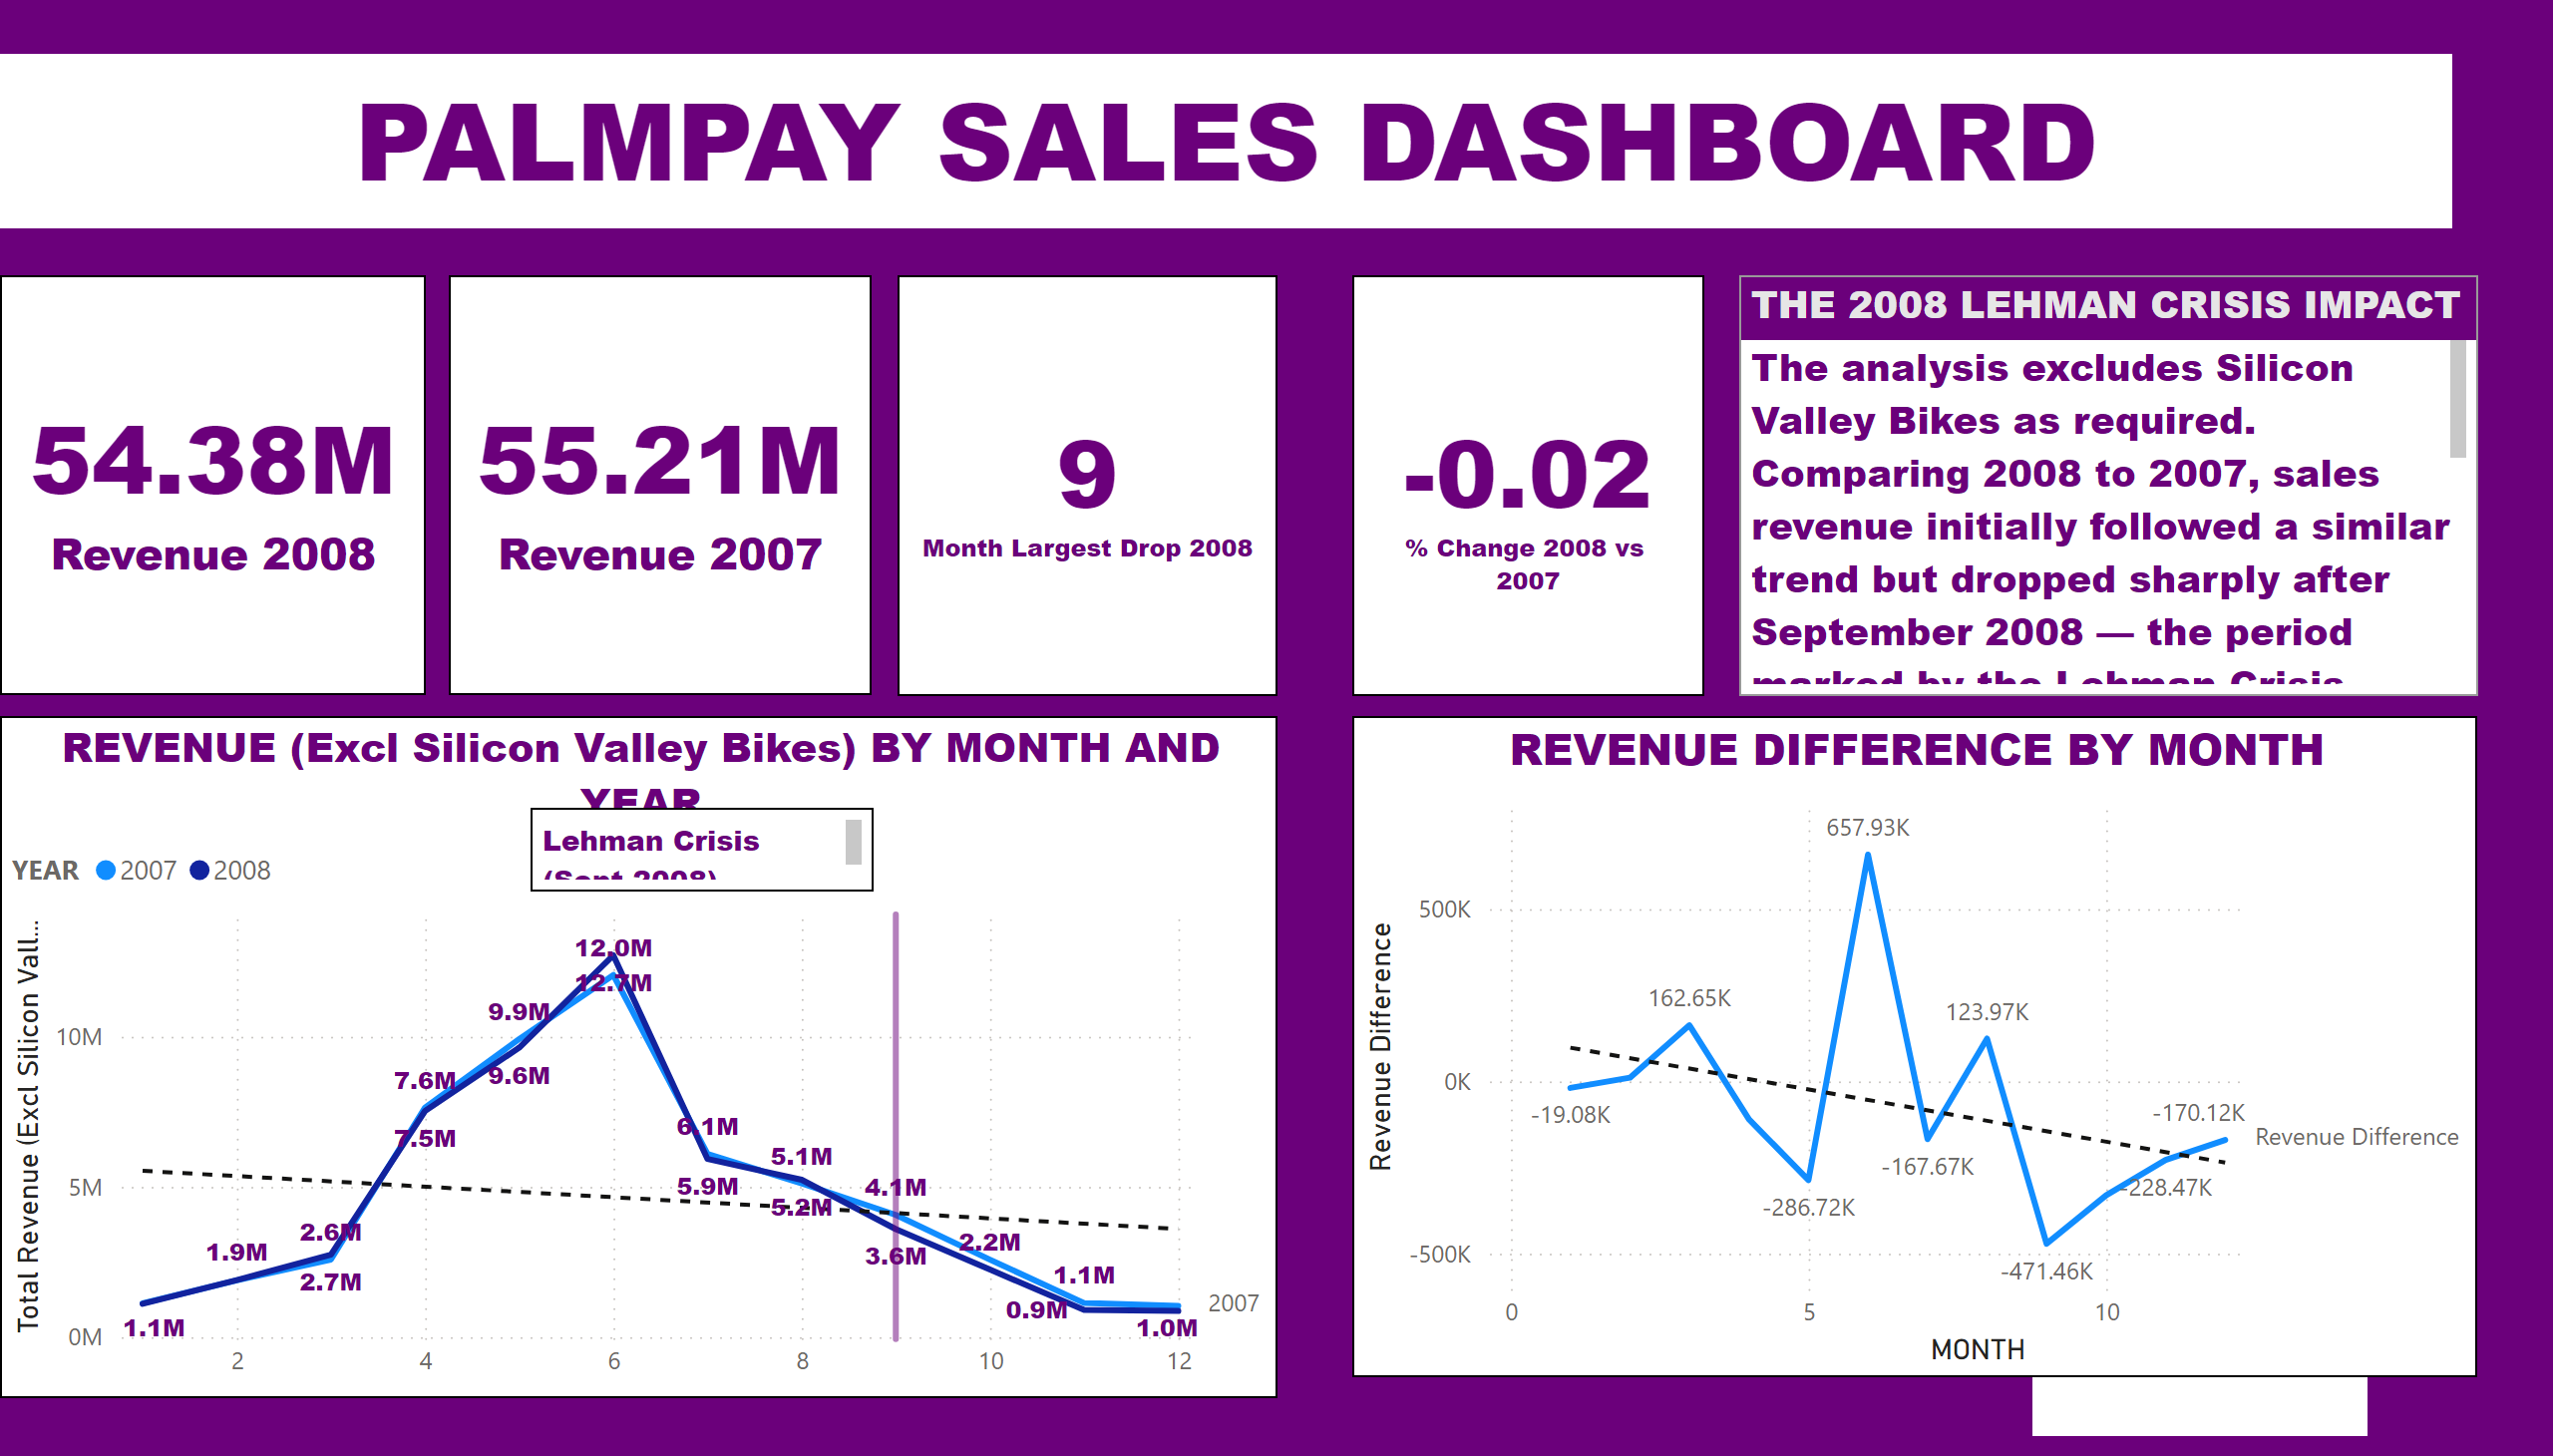 PALMPAY SALES DASHBOARD
54.38M
Revenue 2008
55.21M
Revenue 2007
9
Month Largest Drop 2008
-0.02
% Change 2008 vs
2007
THE 2008 LEHMAN CRISIS IMPACT
The analysis excludes Silicon
Valley Bikes as required.
Comparing 2008 to 2007, sales
revenue initially followed a similar
trend but dropped sharply after
September 2008 — the period
marked by the Lehman Crisis
REVENUE (Excl Silicon Valley Bikes) BY MONTH AND
YEAR
Lehman Crisis
(Sept 2008)
YEAR 2007 2008
Total Revenue (Excl Silicon Vall...
10M
5M
0M
1.1M
1.9M
2.6M
2.7M
7.6M
7.5M
9.9M
9.6M
12.0M
12.7M
6.1M
5.9M
5.1M
5.2M
4.1M
3.6M
2.2M
1.1M
0.9M
1.0M
2007
2 4 6 8 10 12
REVENUE DIFFERENCE BY MONTH
Revenue Difference
500K
0K
-500K
-19.08K
162.65K
-286.72K
657.93K
-167.67K
123.97K
-471.46K
-228.47K
-170.12K
Revenue Difference
0 5 10
MONTH